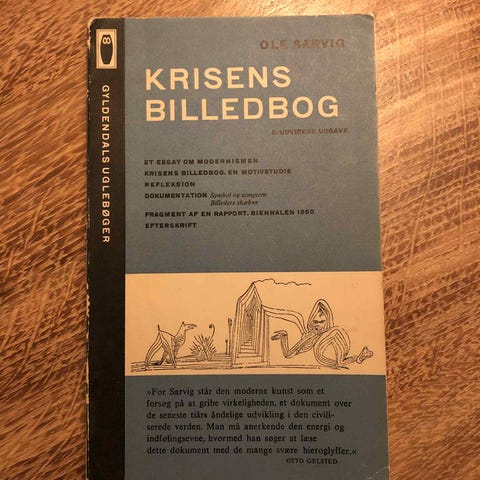 8
GYLDENDALS UGLEBØGER
OLE SARVIG
KRISENS
BILLEDBOG
2. UDVIDEDE UDGAVE
ET ESSAY OM MODERNISMEN
KRISENS BILLEDBOG. EN MOTIVSTUDIE
REFLEKSION
DOKUMENTATION Symbol og symptom
Billedets skæbne
FRAGMENT AF EN RAPPORT. BIENNALEN 1960
EFTERSKRIFT
»For Sarvig står den moderne kunst som et
forsøg på at gribe virkeligheden, et dokument over
de seneste tiårs åndelige udvikling i den civili-
serede verden. Man må anerkende den energi og
indfølingsevne, hvormed han søger at læse
dette dokument med de mange svære hieroglyffer.«
OTTO GELSTED